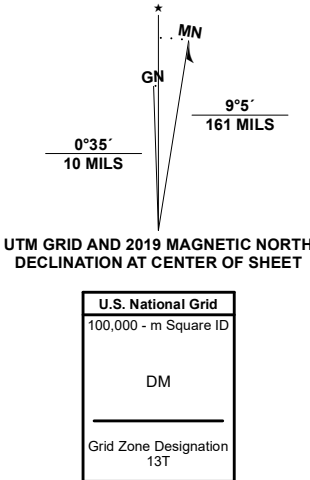 ★
MN
GN
9°5´
161 MILS
0°35´
10 MILS
UTM GRID AND 2019 MAGNETIC NORTH
DECLINATION AT CENTER OF SHEET
U.S. National Grid
100,000 - m Square ID
DM
Grid Zone Designation
13T